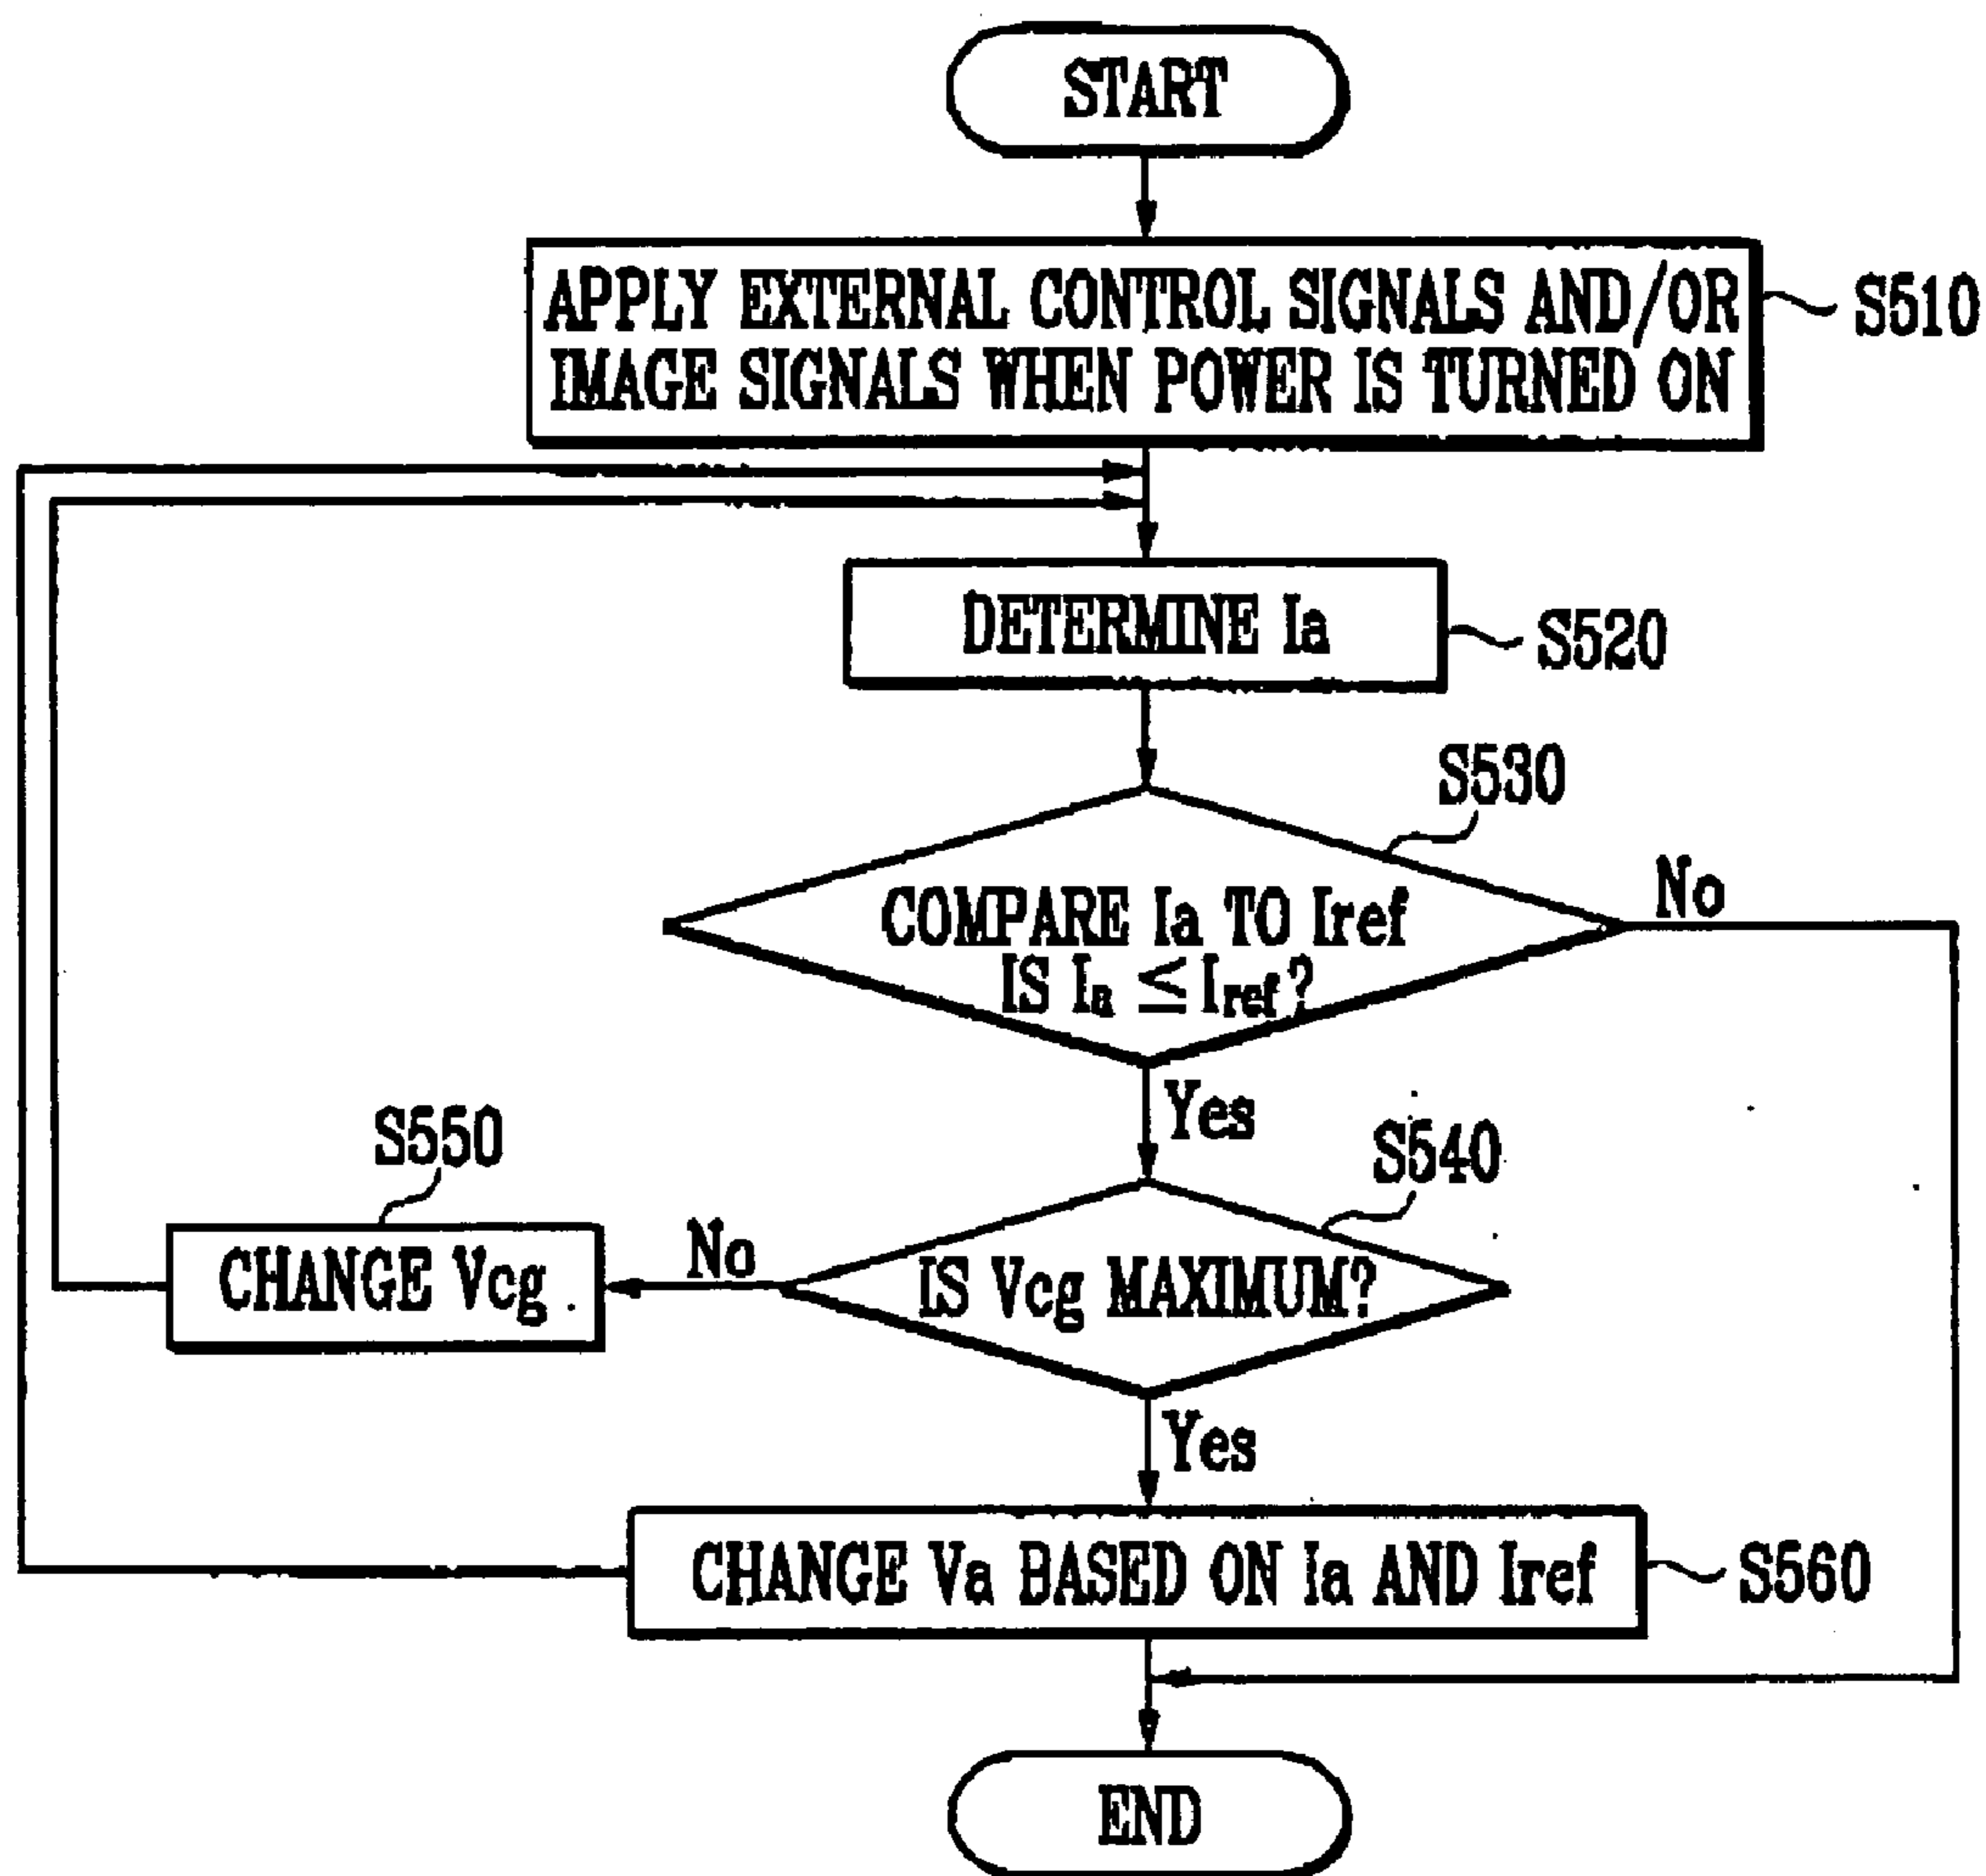 START
APPLY EXTERNAL CONTROL SIGNALS AND/OR
IMAGE SIGNALS WHEN POWER IS TURNED ON
S510
DETERMINE Ia
S520
S530
COMPARE Ia TO Iref
IS Ia ≦ Iref?
No
Yes
S540
S550
CHANGE Vcg
No
IS Vcg MAXIMUM?
Yes
CHANGE Va BASED ON Ia AND Iref
S560
END